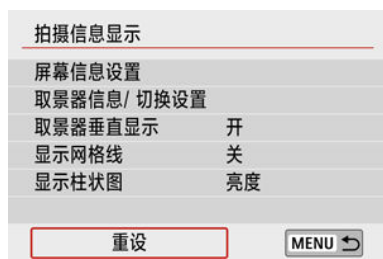 拍摄信息显示
屏幕信息设置
取景器信息/ 切换设置
取景器垂直显示 开
显示网格线 关
显示柱状图 亮度
重设 MENU